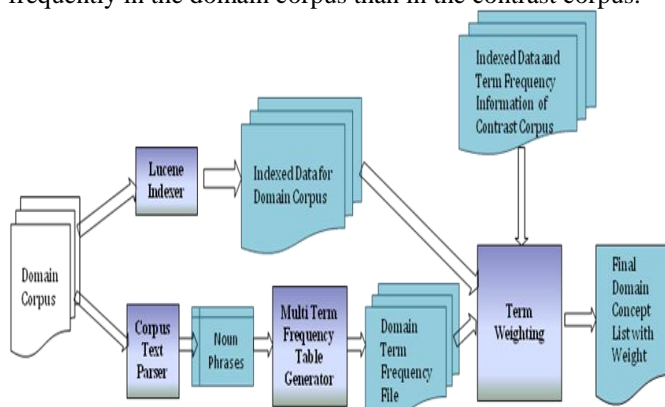 frequently in the domain corpus than in the contrast corpus.
Indexed Data and
Term Frequency
Information of
Contrast Corpus
Lucene
Indexer
Indexed Data for
Domain Corpus
Domain
Corpus
Corpus
Text
Parser
Noun
Phrases
Multi Term
Frequency
Table
Generator
Domain
Term
Frequency
File
Term
Weighting
Final
Domain
Concept
List with
Weight